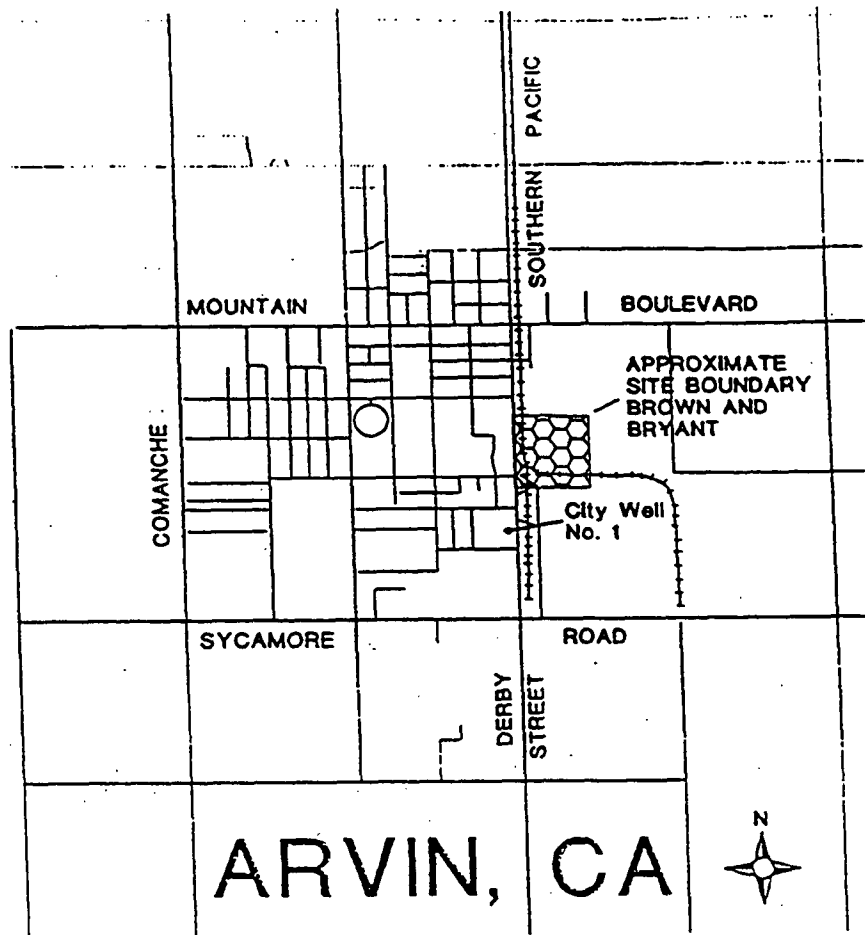 SOUTHERN PACIFIC
MOUNTAIN BOULEVARD
APPROXIMATE
SITE BOUNDARY
BROWN AND
BRYANT
COMANCHE
City Well
No. 1
SYCAMORE ROAD
DERBY
STREET
N
ARVIN, CA